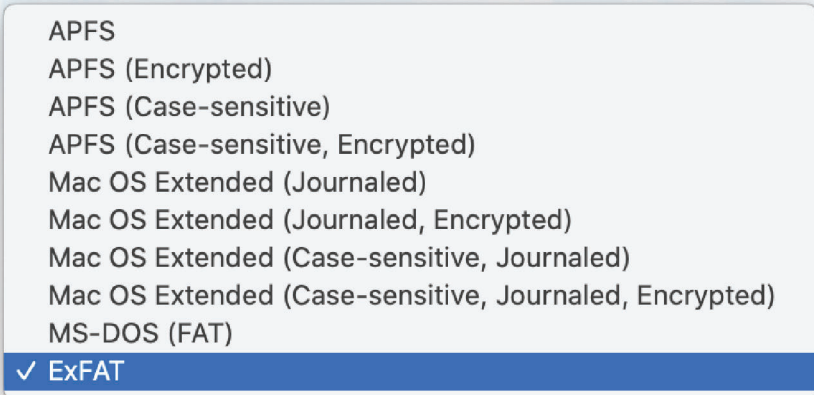 APFS
APFS (Encrypted)
APFS (Case-sensitive)
APFS (Case-sensitive, Encrypted)
Mac OS Extended (Journaled)
Mac OS Extended (Journaled, Encrypted)
Mac OS Extended (Case-sensitive, Journaled)
Mac OS Extended (Case-sensitive, Journaled, Encrypted)
MS-DOS (FAT)
✓ ExFAT